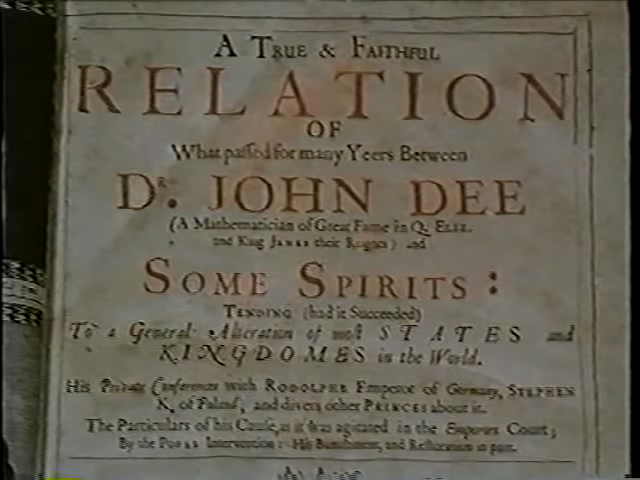 A TRUE & FAITHFUL
RELATION
OF
What passed for many Yeers Between
Dr. JOHN DEE
(A Mathematician of Great Fame in Q. ELIZ.
and King JAMES their Reignes) and
SOME SPIRITS:
TENDING (had it Succeeded)
To a General Alteration of most STATES and
KINGDOMES in the World.
His Private Conferences with RODOLPHE Emperor of Germany, STEPHEN
K. of Poland, and divers other PRINCES about it.
The Particulars of his Cause, as it was agitated in the Emperors Court;
By the POPES Intervention: His Banishment, and Restoration in part.